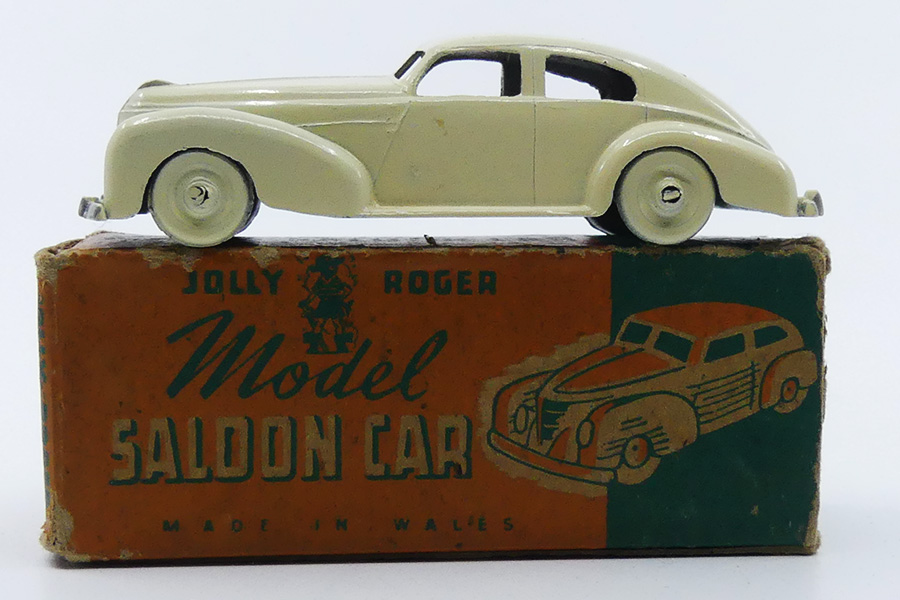 JOLLY ROGER
Model
SALOON CAR
MADE IN WALES